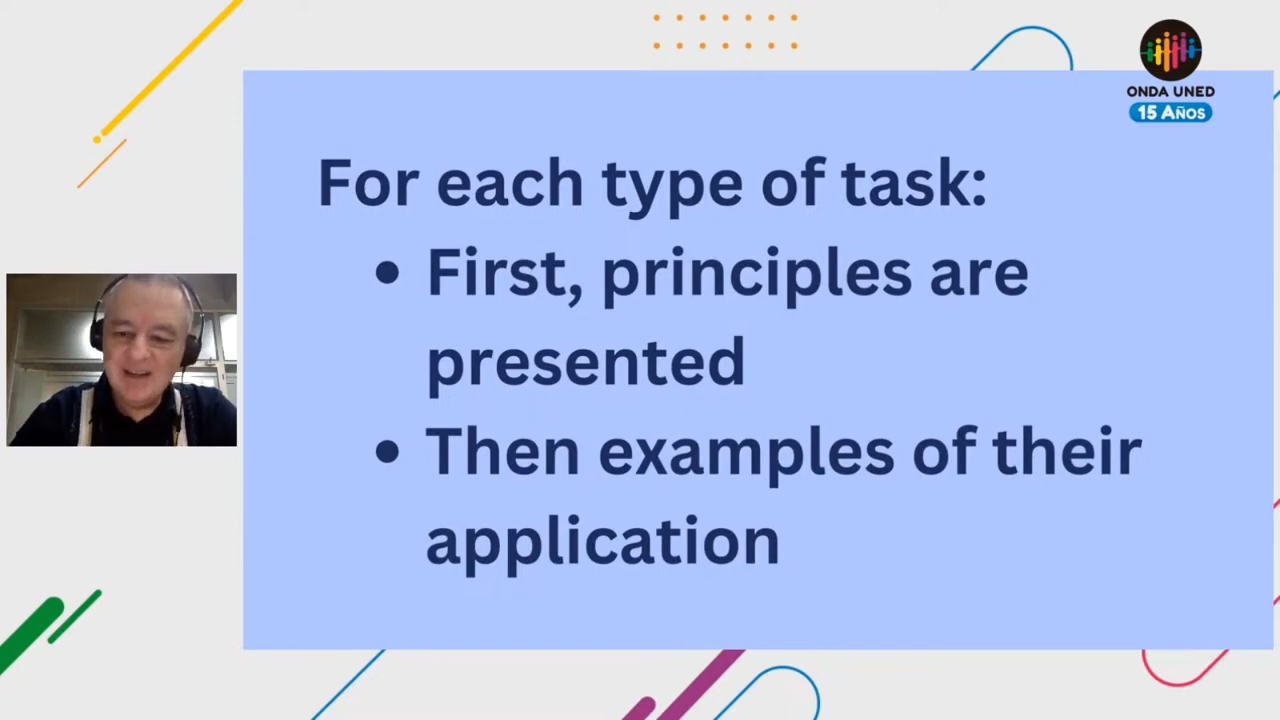 ONDA UNED
15 AÑOS
For each type of task:
• First, principles are
presented
• Then examples of their
application